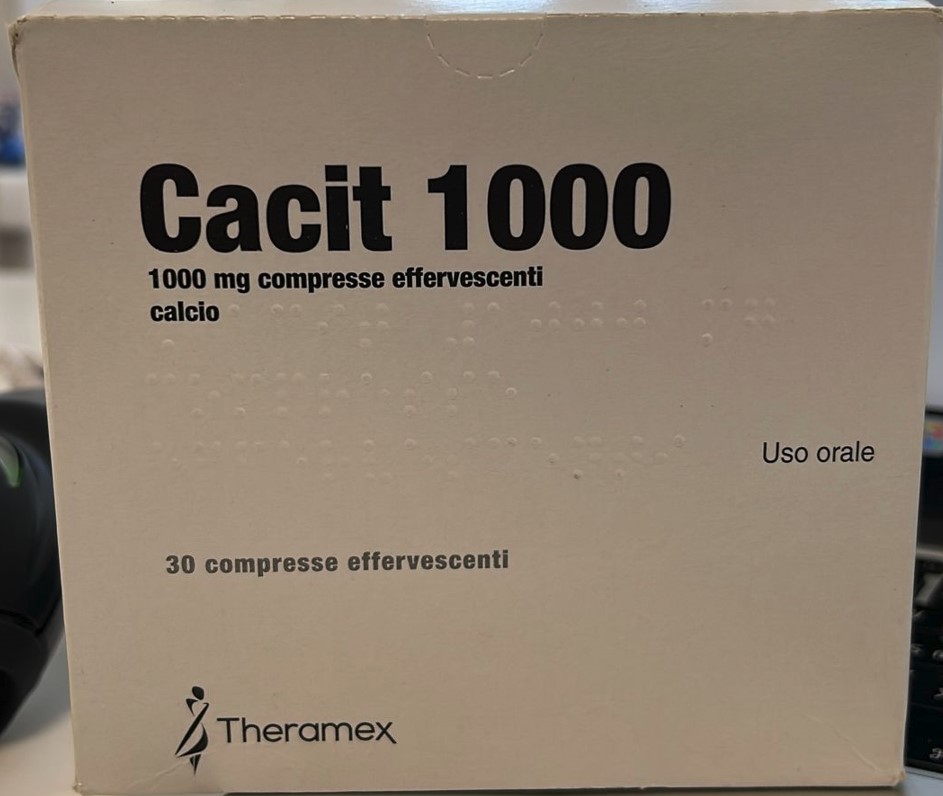 Cacit 1000
1000 mg compresse effervescenti
calcio
Uso orale
30 compresse effervescenti
Theramex